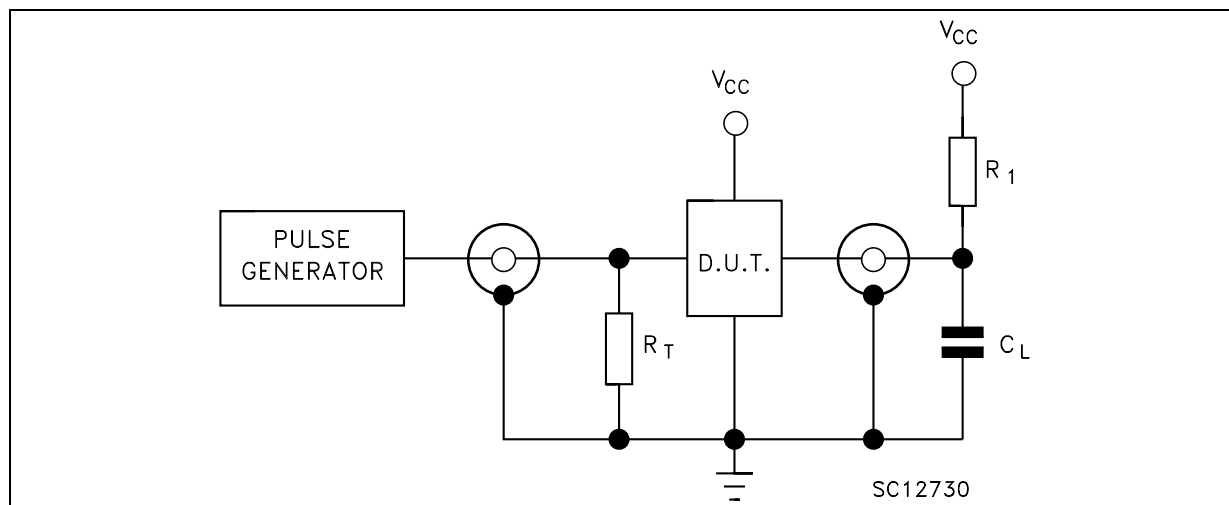 VCC
VCC
R1
PULSE
GENERATOR
D.U.T.
RT
CL
SC12730